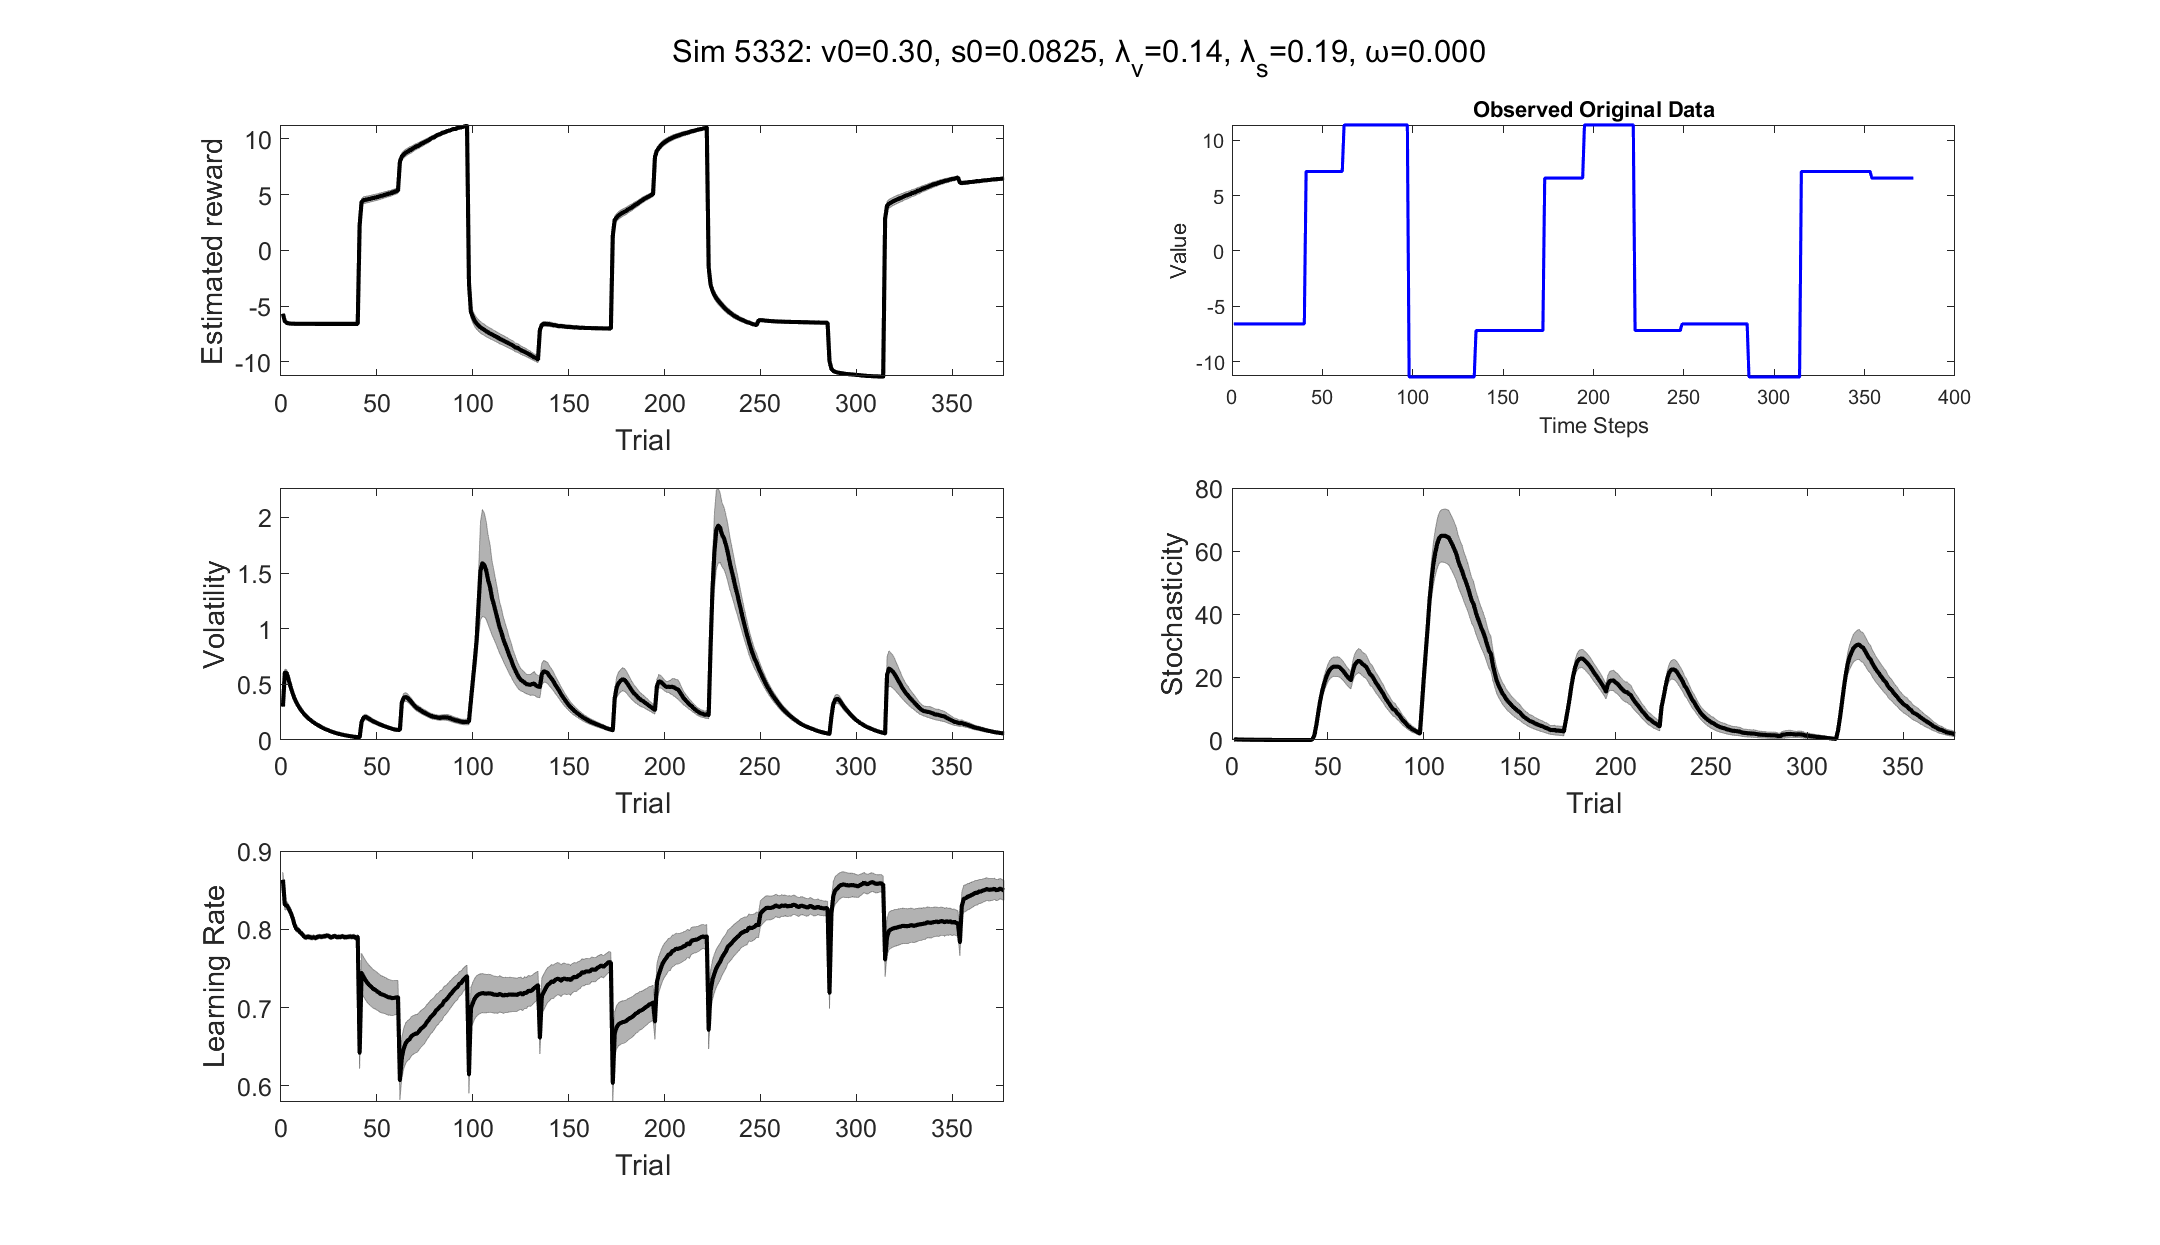 Sim 5332: v0=0.30, s0=0.0825, λ_v=0.14, λ_s=0.19, ω=0.000
Estimated reward
10
5
0
-5
-10
0 50 100 150 200 250 300 350
Trial
Observed Original Data
Value
10
5
0
-5
-10
0 50 100 150 200 250 300 350 400
Time Steps
Volatility
2
1.5
1
0.5
0
0 50 100 150 200 250 300 350
Trial
Stochasticity
80
60
40
20
0
0 50 100 150 200 250 300 350
Trial
Learning Rate
0.9
0.8
0.7
0.6
0 50 100 150 200 250 300 350
Trial